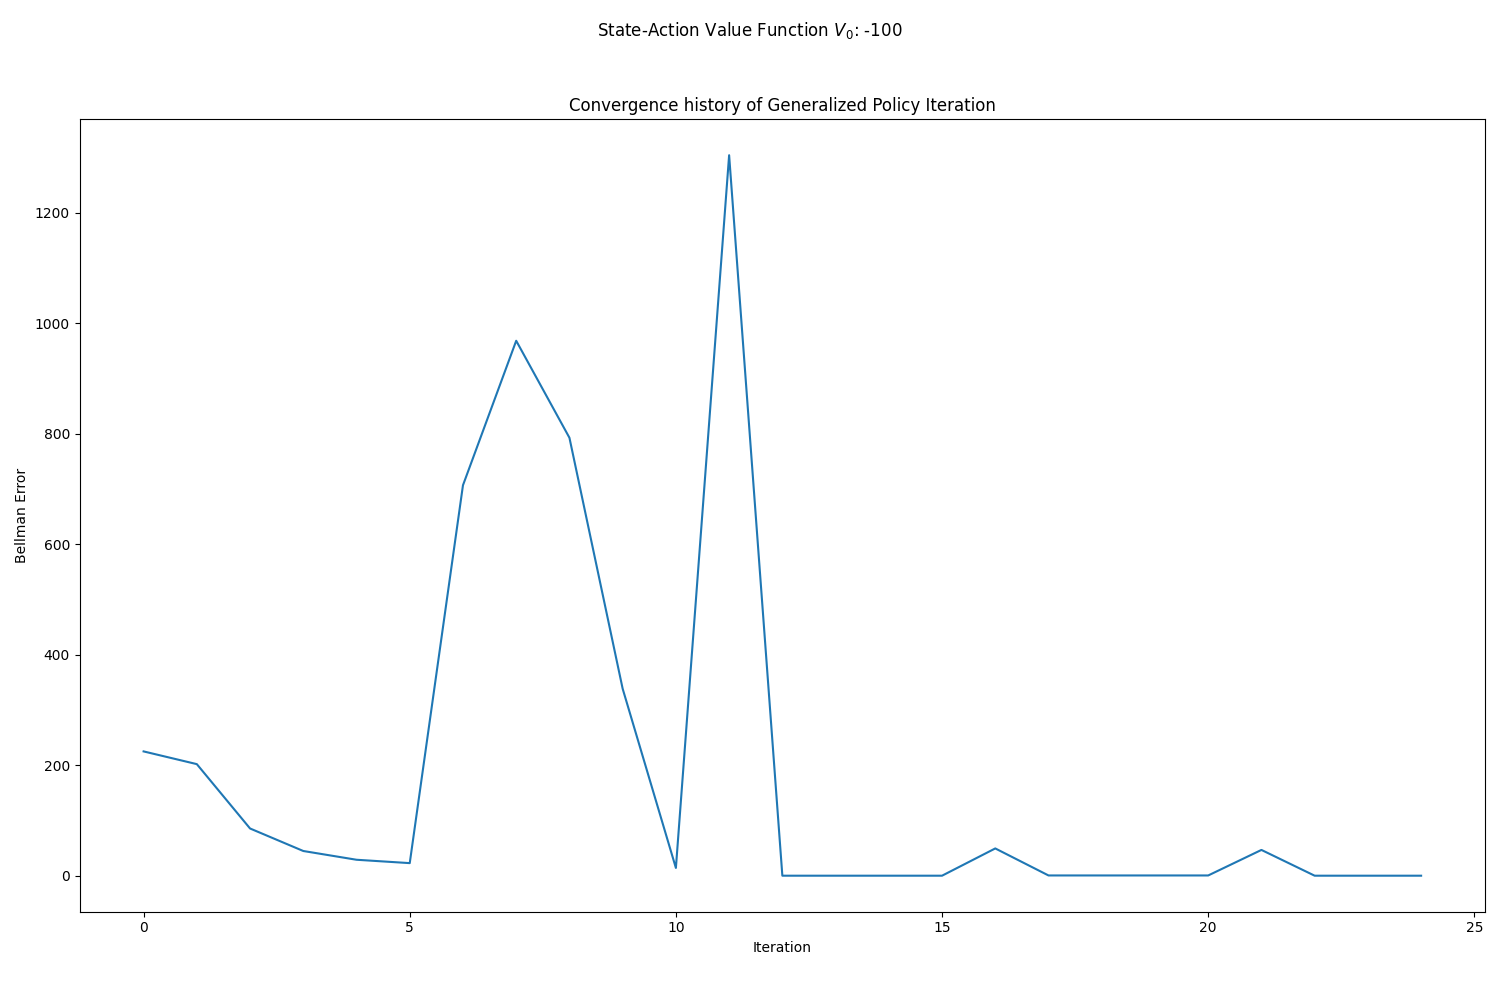 State-Action Value Function $V_0$: -100
Convergence history of Generalized Policy Iteration
1200
1000
800
600
400
200
0
Bellman Error
0 5 10 15 20 25
Iteration